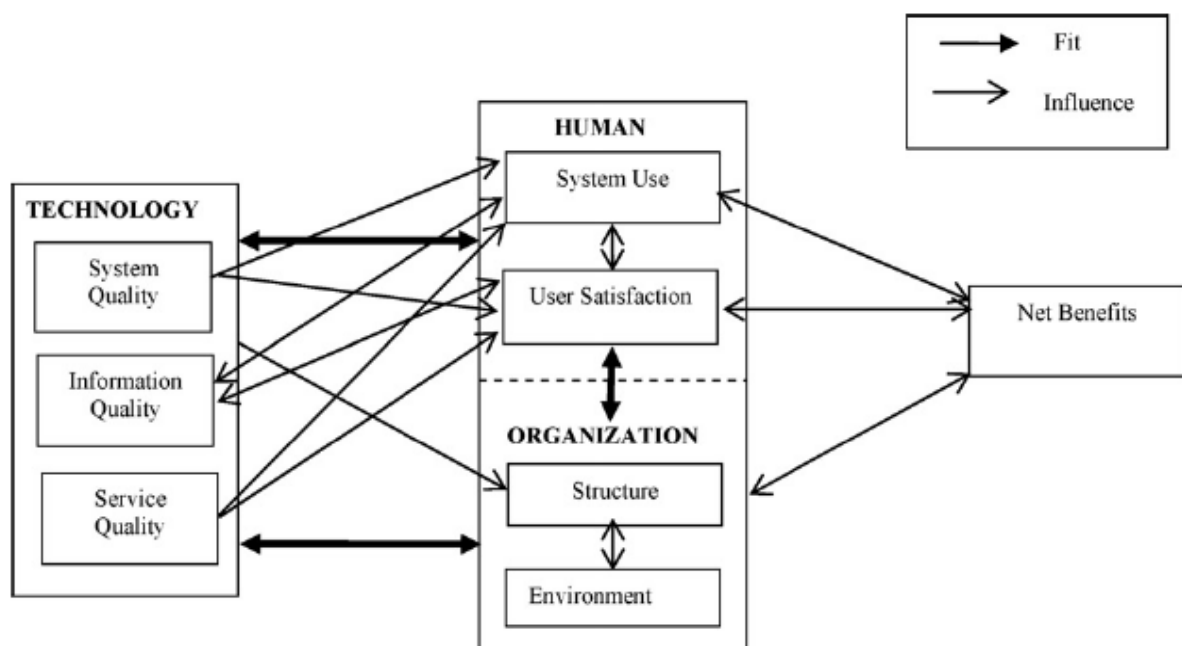 Fit
Influence
HUMAN
System Use
TECHNOLOGY
System
Quality
User Satisfaction
Net Benefits
Information
Quality
ORGANIZATION
Service
Quality
Structure
Environment